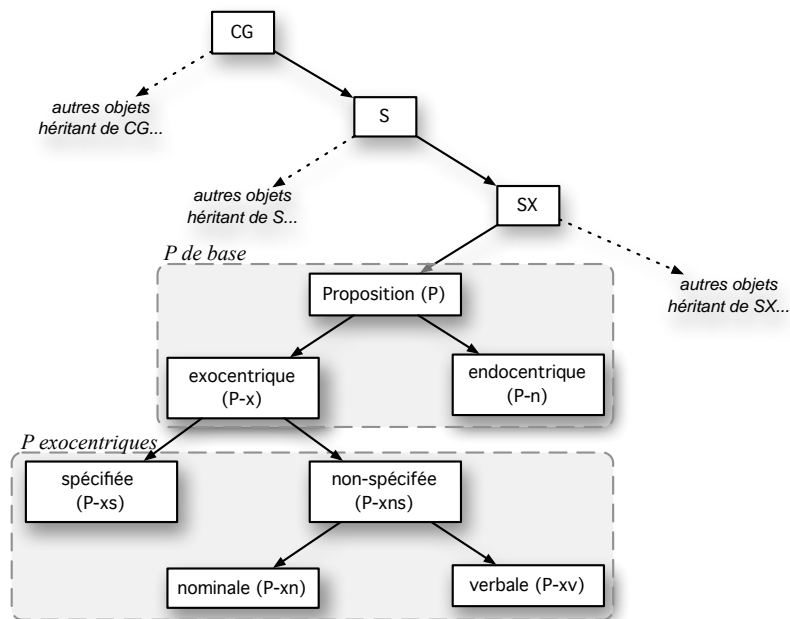 CG
autres objets
héritant de CG...
S
autres objets
héritant de S...
SX
autres objets
héritant de SX...
P de base
Proposition (P)
exocentrique
(P-x)
endocentrique
(P-n)
P exocentriques
spécifiée
(P-xs)
non-spécifée
(P-xns)
nominale (P-xn)
verbale (P-xv)